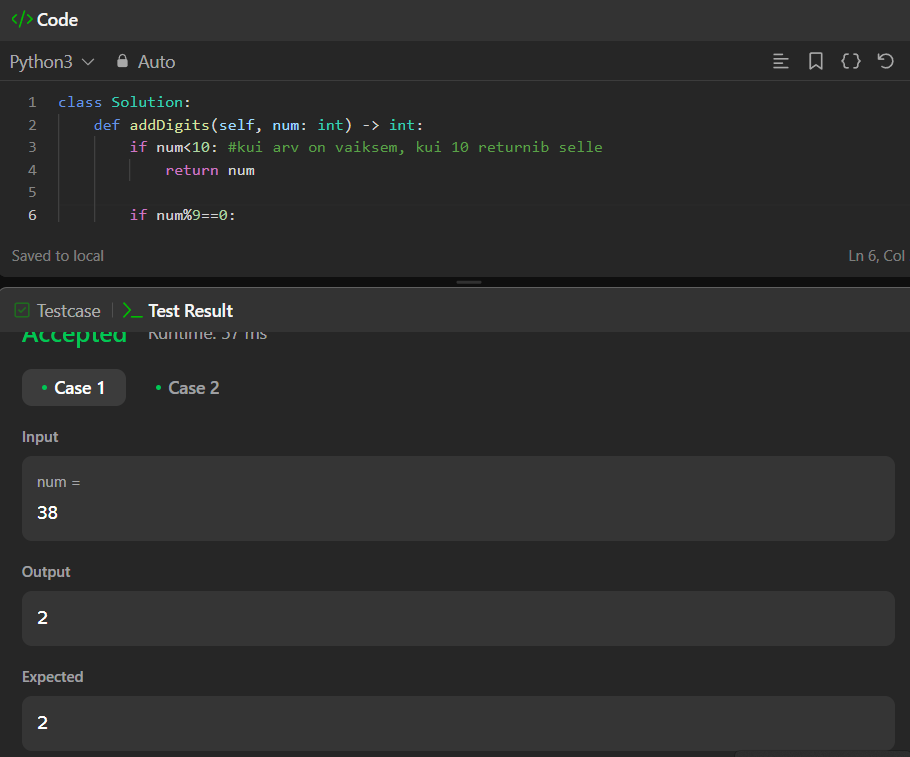 </> Code
Python3 Auto
1 class Solution:
2 def addDigits(self, num: int) -> int:
3 if num<10: #kui arv on vaiksem, kui 10 returnib selle
4 return num
5
6 if num%9==0:
Saved to local Ln 6, Col
Testcase >_ Test Result
Accepted Runtime: 57 ms
• Case 1 • Case 2
Input
num =
38
Output
2
Expected
2